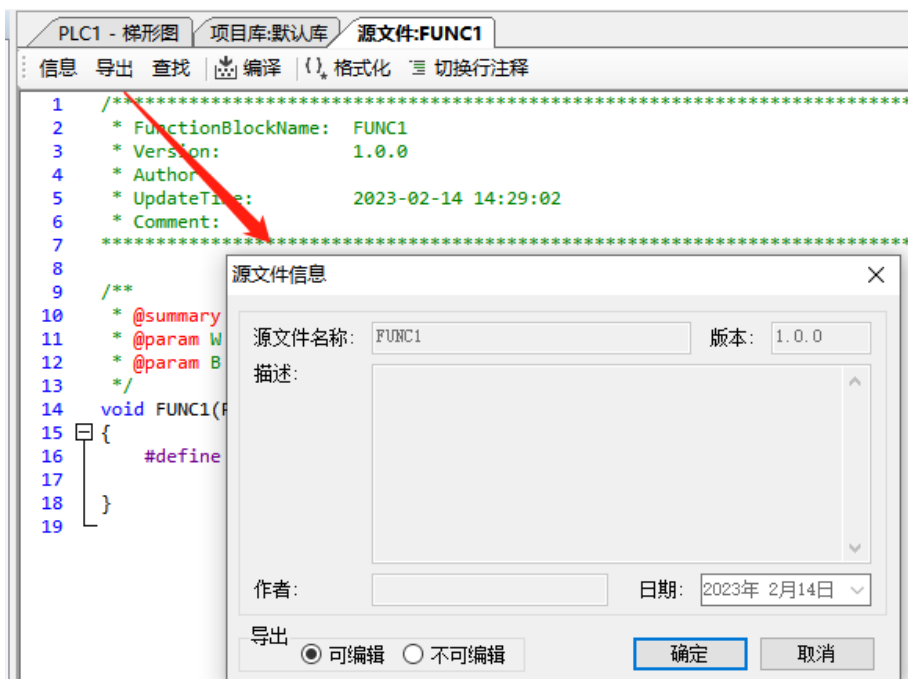 PLC1 - 梯形图 项目库:默认库 源文件:FUNC1
信息 导出 查找 编译 格式化 切换行注释
1 /**************************************************************************
2 * FunctionBlockName: FUNC1
3 * Version: 1.0.0
4 * Author
5 * UpdateTime: 2023-02-14 14:29:02
6 * Comment:
7 **************************************************************************
8
9 /**
10 * @summary
11 * @param W
12 * @param B
13 */
14 void FUNC1(
15 {
16 #define
17
18 }
19
源文件信息
源文件名称: FUNC1 版本: 1.0.0
描述:
作者: 日期: 2023年 2月14日
导出
可编辑 不可编辑 确定 取消